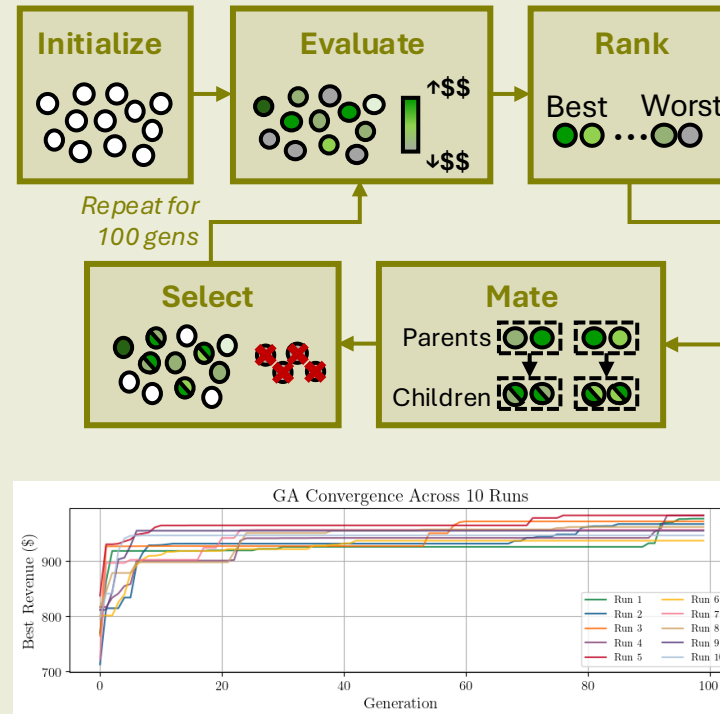 Initialize
Evaluate
Rank
↑$$
↓$$
Best Worst
...
Repeat for
100 gens
Select
Mate
Parents
Children
GA Convergence Across 10 Runs
Best Revenue ($)
900
800
700
0 20 40 60 80 100
Generation
Run 1 Run 6
Run 2 Run 7
Run 3 Run 8
Run 4 Run 9
Run 5 Run 10